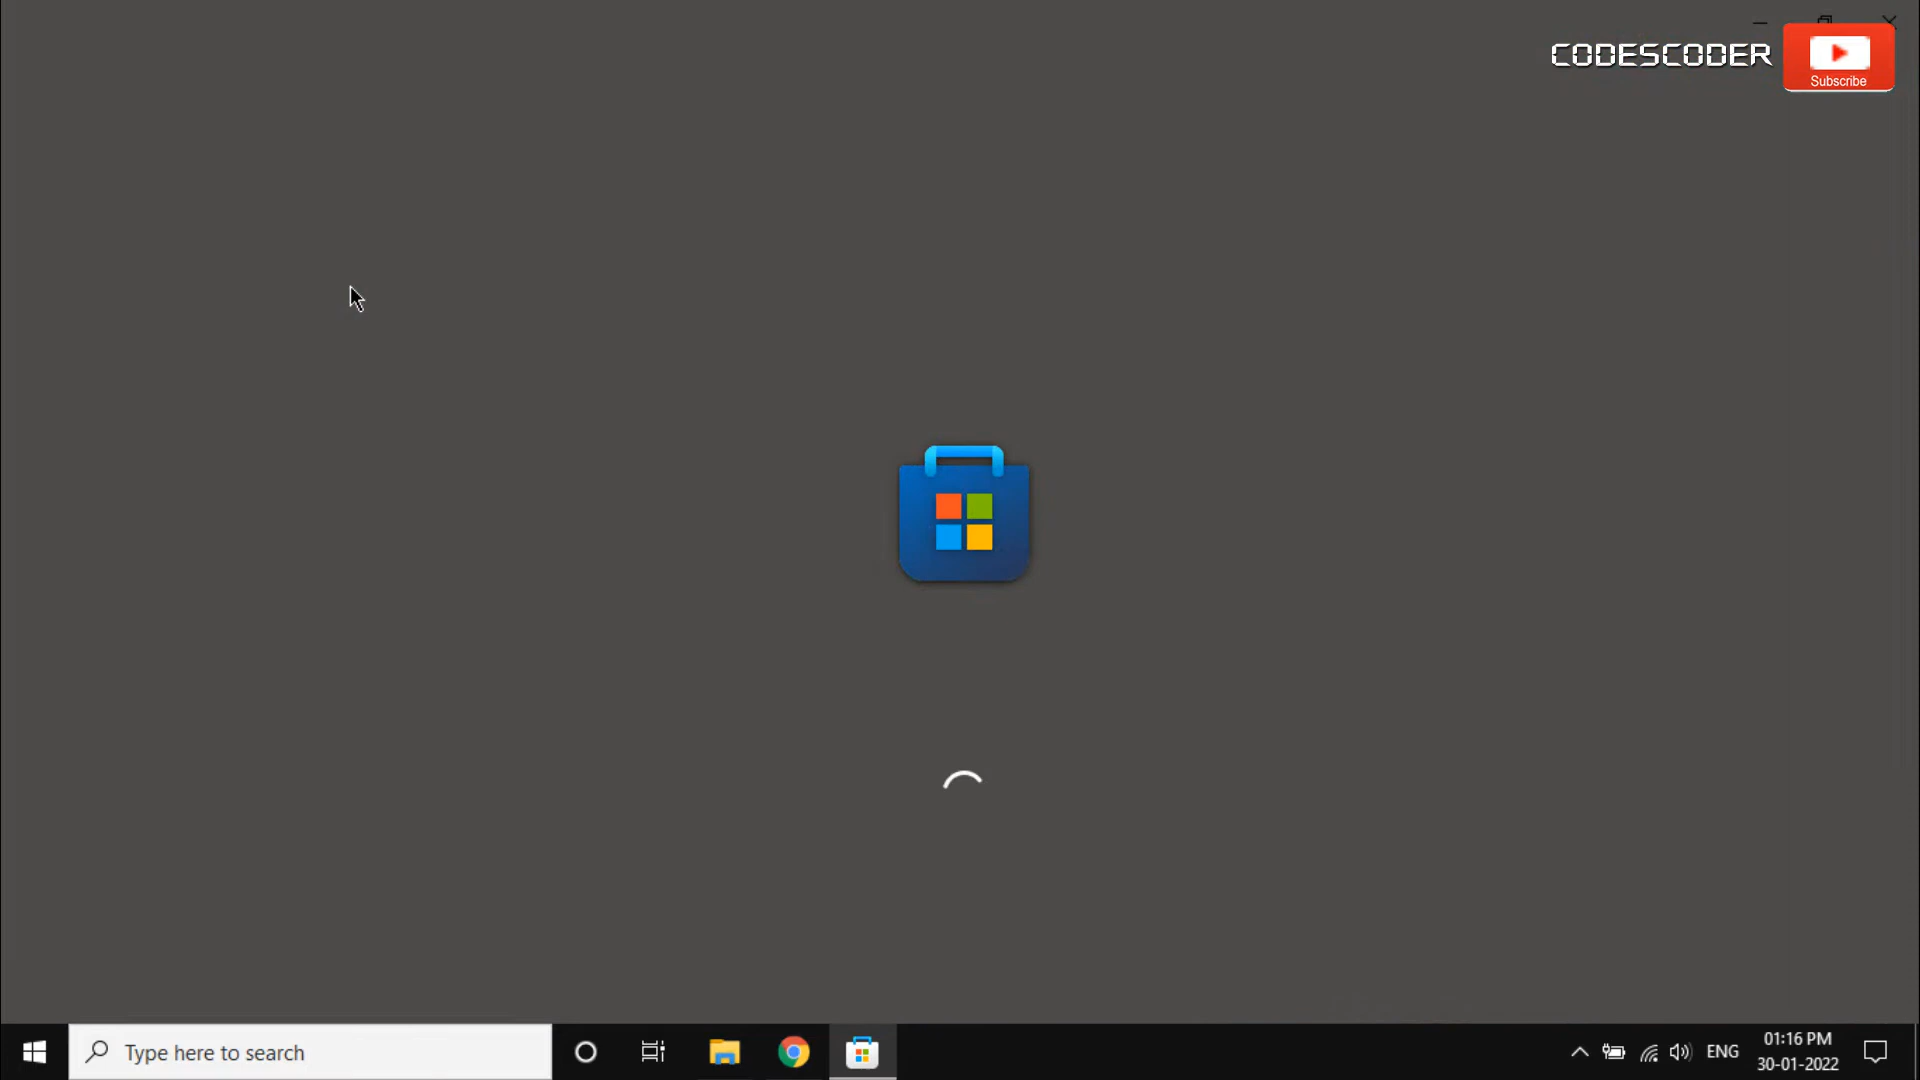 CODESCODER
Subscribe
Type here to search
ENG
01:16 PM
30-01-2022